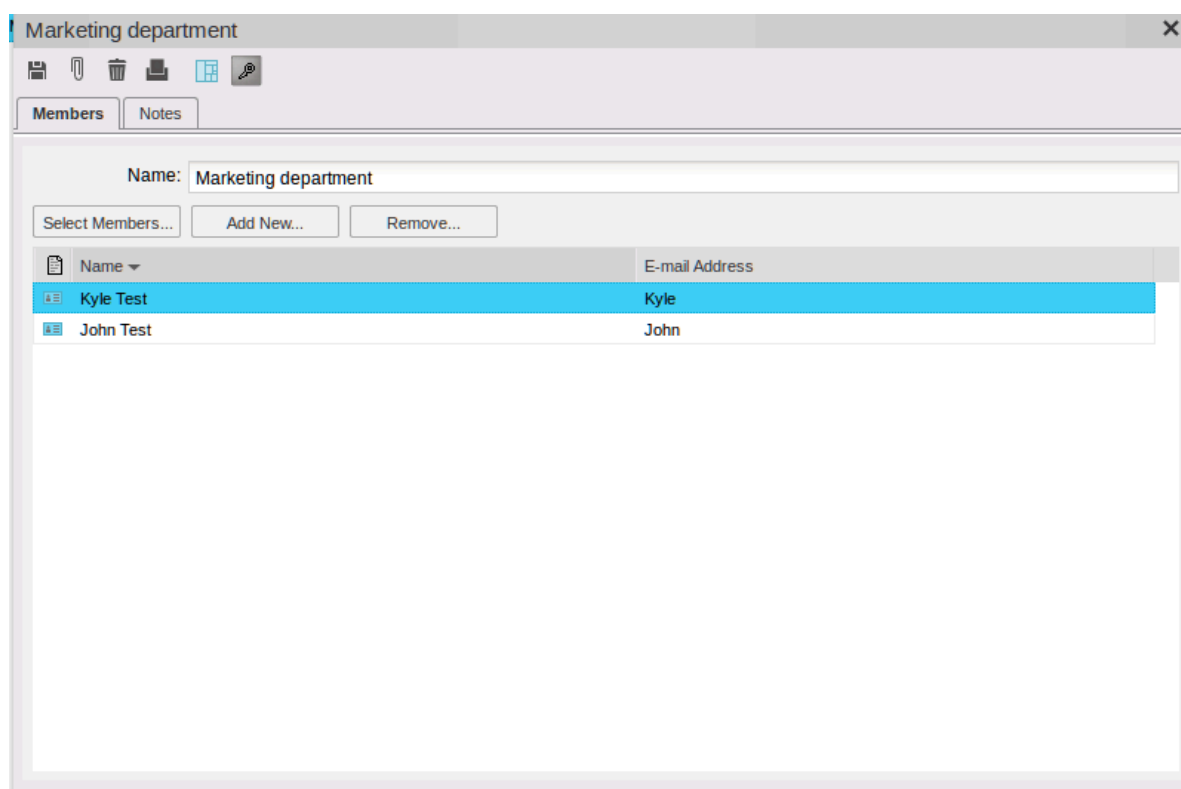 Marketing department
Members Notes
Name: Marketing department
Select Members... Add New... Remove...
Name E-mail Address
Kyle Test Kyle
John Test John